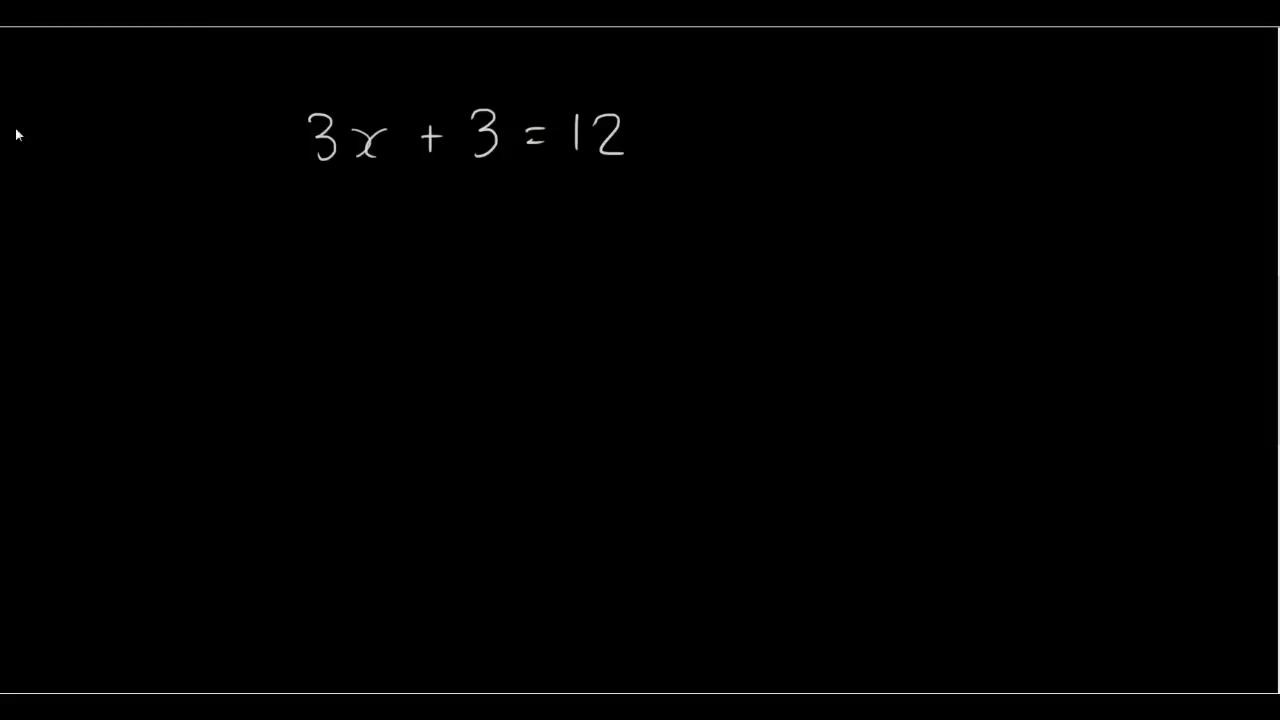 3x + 3 = 12